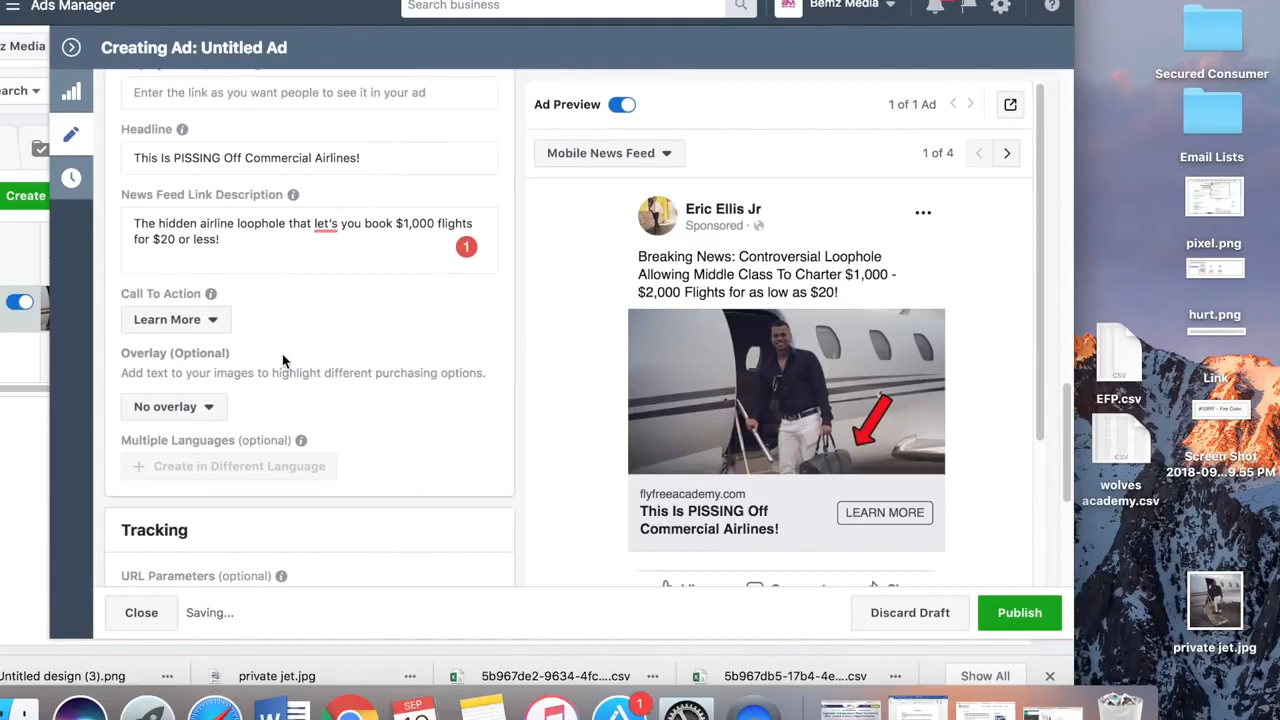 Ads Manager
Search business
Bemz Media
z Media
Creating Ad: Untitled Ad
earch
Create
Enter the link as you want people to see it in your ad
Headline
This Is PISSING Off Commercial Airlines!
News Feed Link Description
The hidden airline loophole that let's you book $1,000 flights
for $20 or less!
1
Call To Action
Learn More
Overlay (Optional)
Add text to your images to highlight different purchasing options.
No overlay
Multiple Languages (optional)
+ Create in Different Language
Tracking
URL Parameters (optional)
Close
Saving...
Discard Draft
Publish
Ad Preview
1 of 1 Ad
Mobile News Feed
1 of 4
Eric Ellis Jr
Sponsored ·
Breaking News: Controversial Loophole
Allowing Middle Class To Charter $1,000 -
$2,000 Flights for as low as $20!
flyfreeacademy.com
This Is PISSING Off
Commercial Airlines!
LEARN MORE
Untitled design (3).png
private jet.jpg
5b967de2-9634-4fc....csv
5b967db5-17b4-4e....csv
Show All
SEP
1
Secured Consumer
Email Lists
pixel.png
hurt.png
CSV
EFP.csv
Link
CSV
Screen Shot
2018-09...9.55 PM
wolves
academy.csv
private jet.jpg